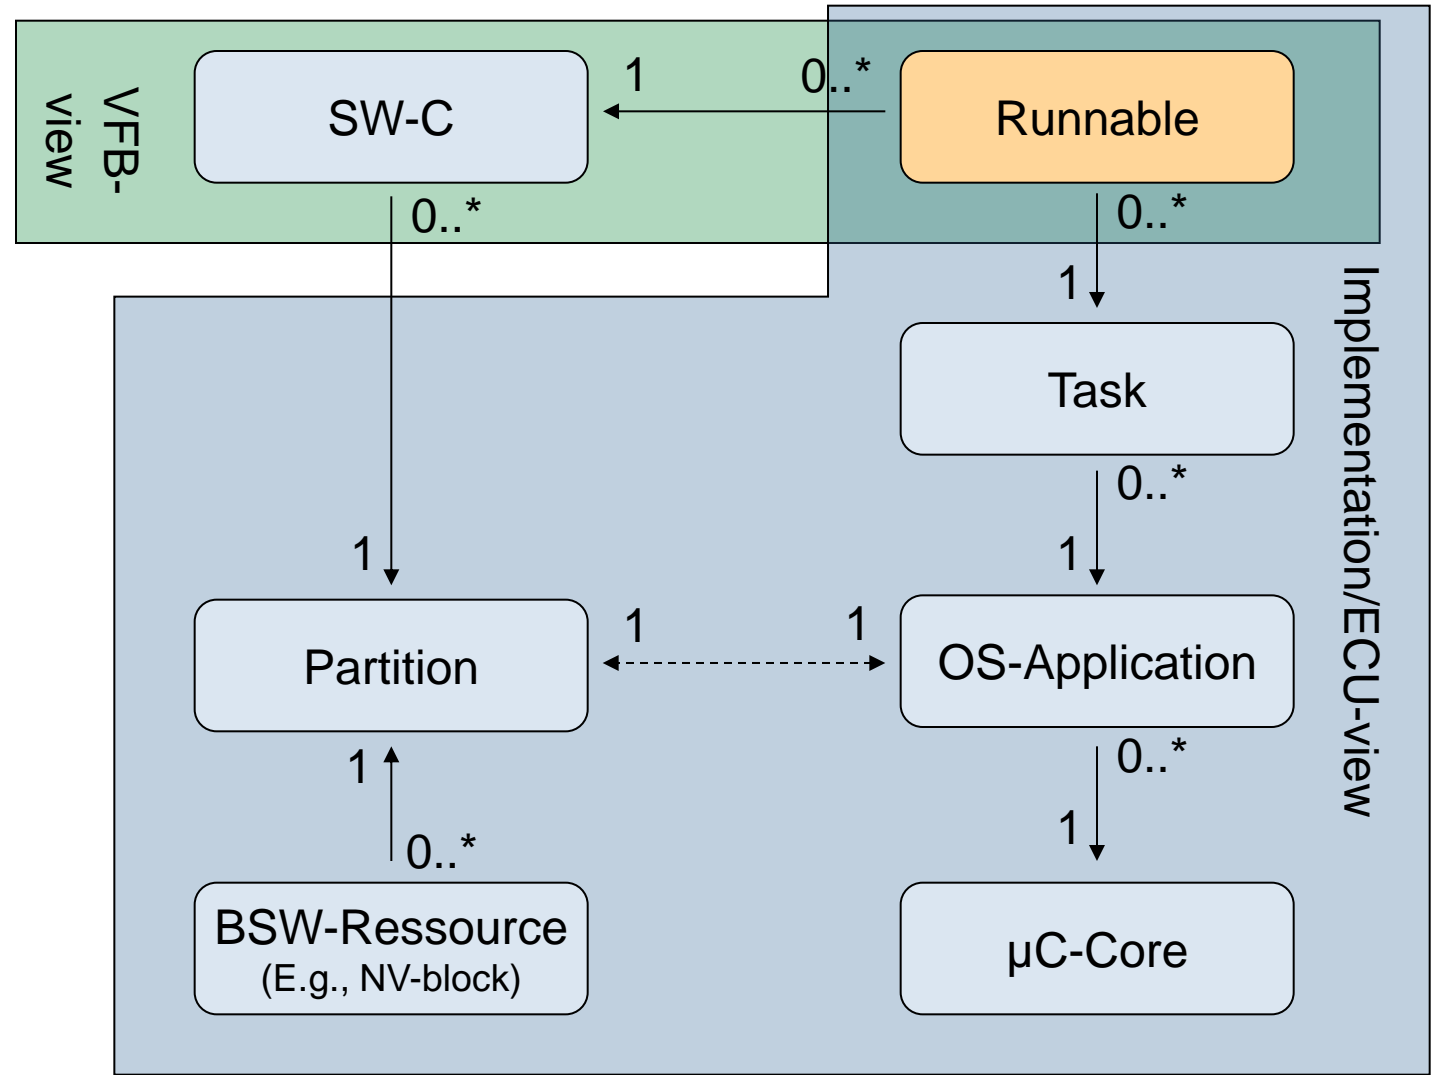 VFB-
view
SW-C
1
0..*
Runnable
0..*
0..*
1
Task
Implementation/ECU-view
0..*
1
1
Partition
1
1
OS-Application
1
0..*
0..*
1
BSW-Ressource
(E.g., NV-block)
µC-Core